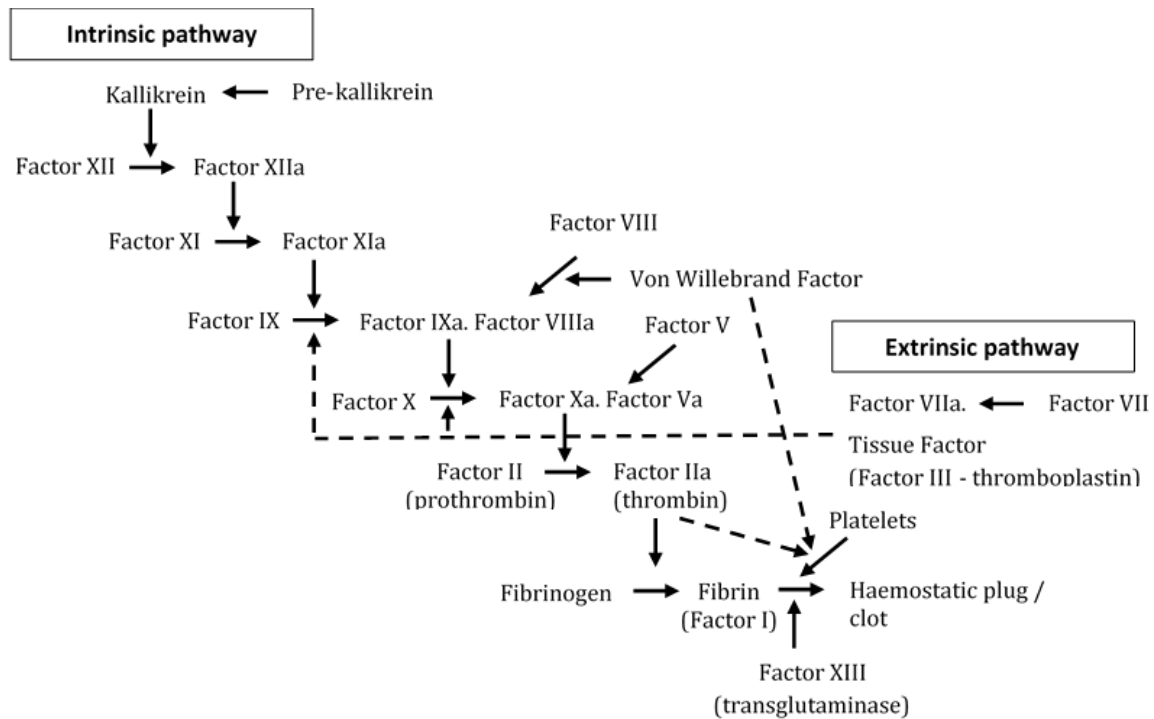 Intrinsic pathway
Kallikrein
Pre-kallikrein
Factor XII
Factor XIIa
Factor VIII
Factor XI
Factor XIa
Von Willebrand Factor
Factor IX
Factor IXa. Factor VIIIa
Factor V
Extrinsic pathway
Factor X
Factor Xa. Factor Va
Factor VIIa.
Factor VII
Tissue Factor
(Factor III - thromboplastin)
Factor II
(prothrombin)
Factor IIa
(thrombin)
Platelets
Fibrinogen
Fibrin
(Factor I)
Haemostatic plug /
clot
Factor XIII
(transglutaminase)